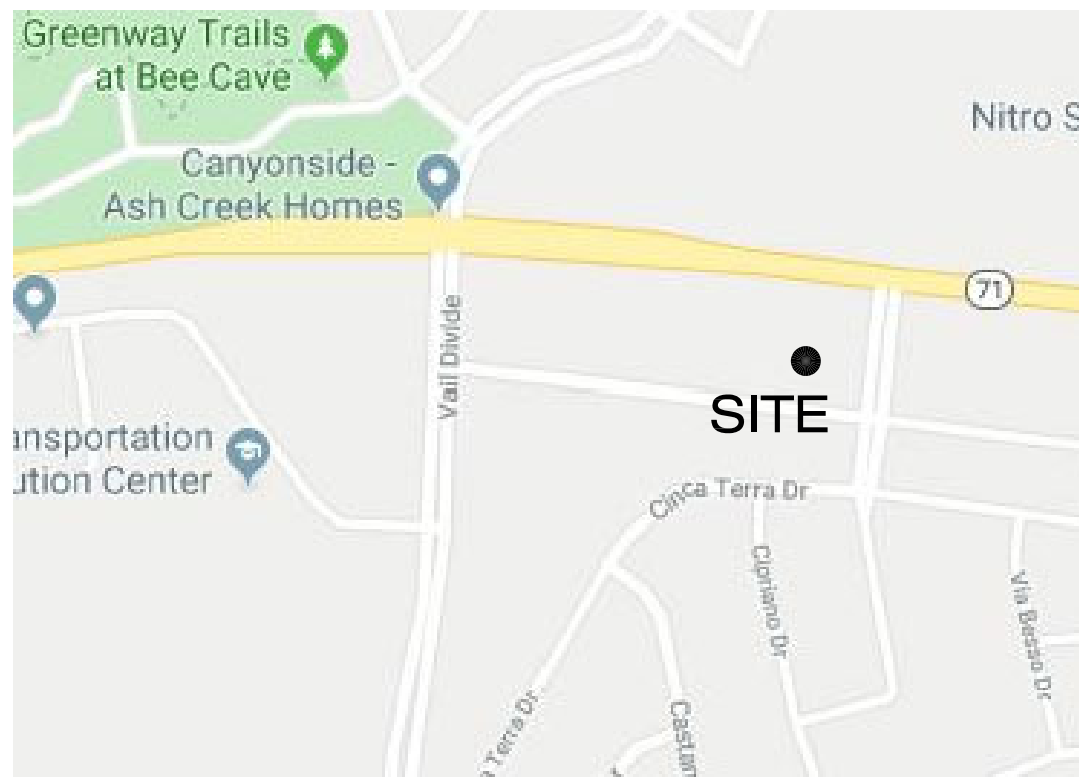 Greenway Trails
at Bee Cave
Nitro S
Canyonside -
Ash Creek Homes
71
Vail Divide
SITE
ansportation
ution Center
Cinca Terra Dr
Cipriano Dr
Via Besso Dr
Terra Dr
Castan